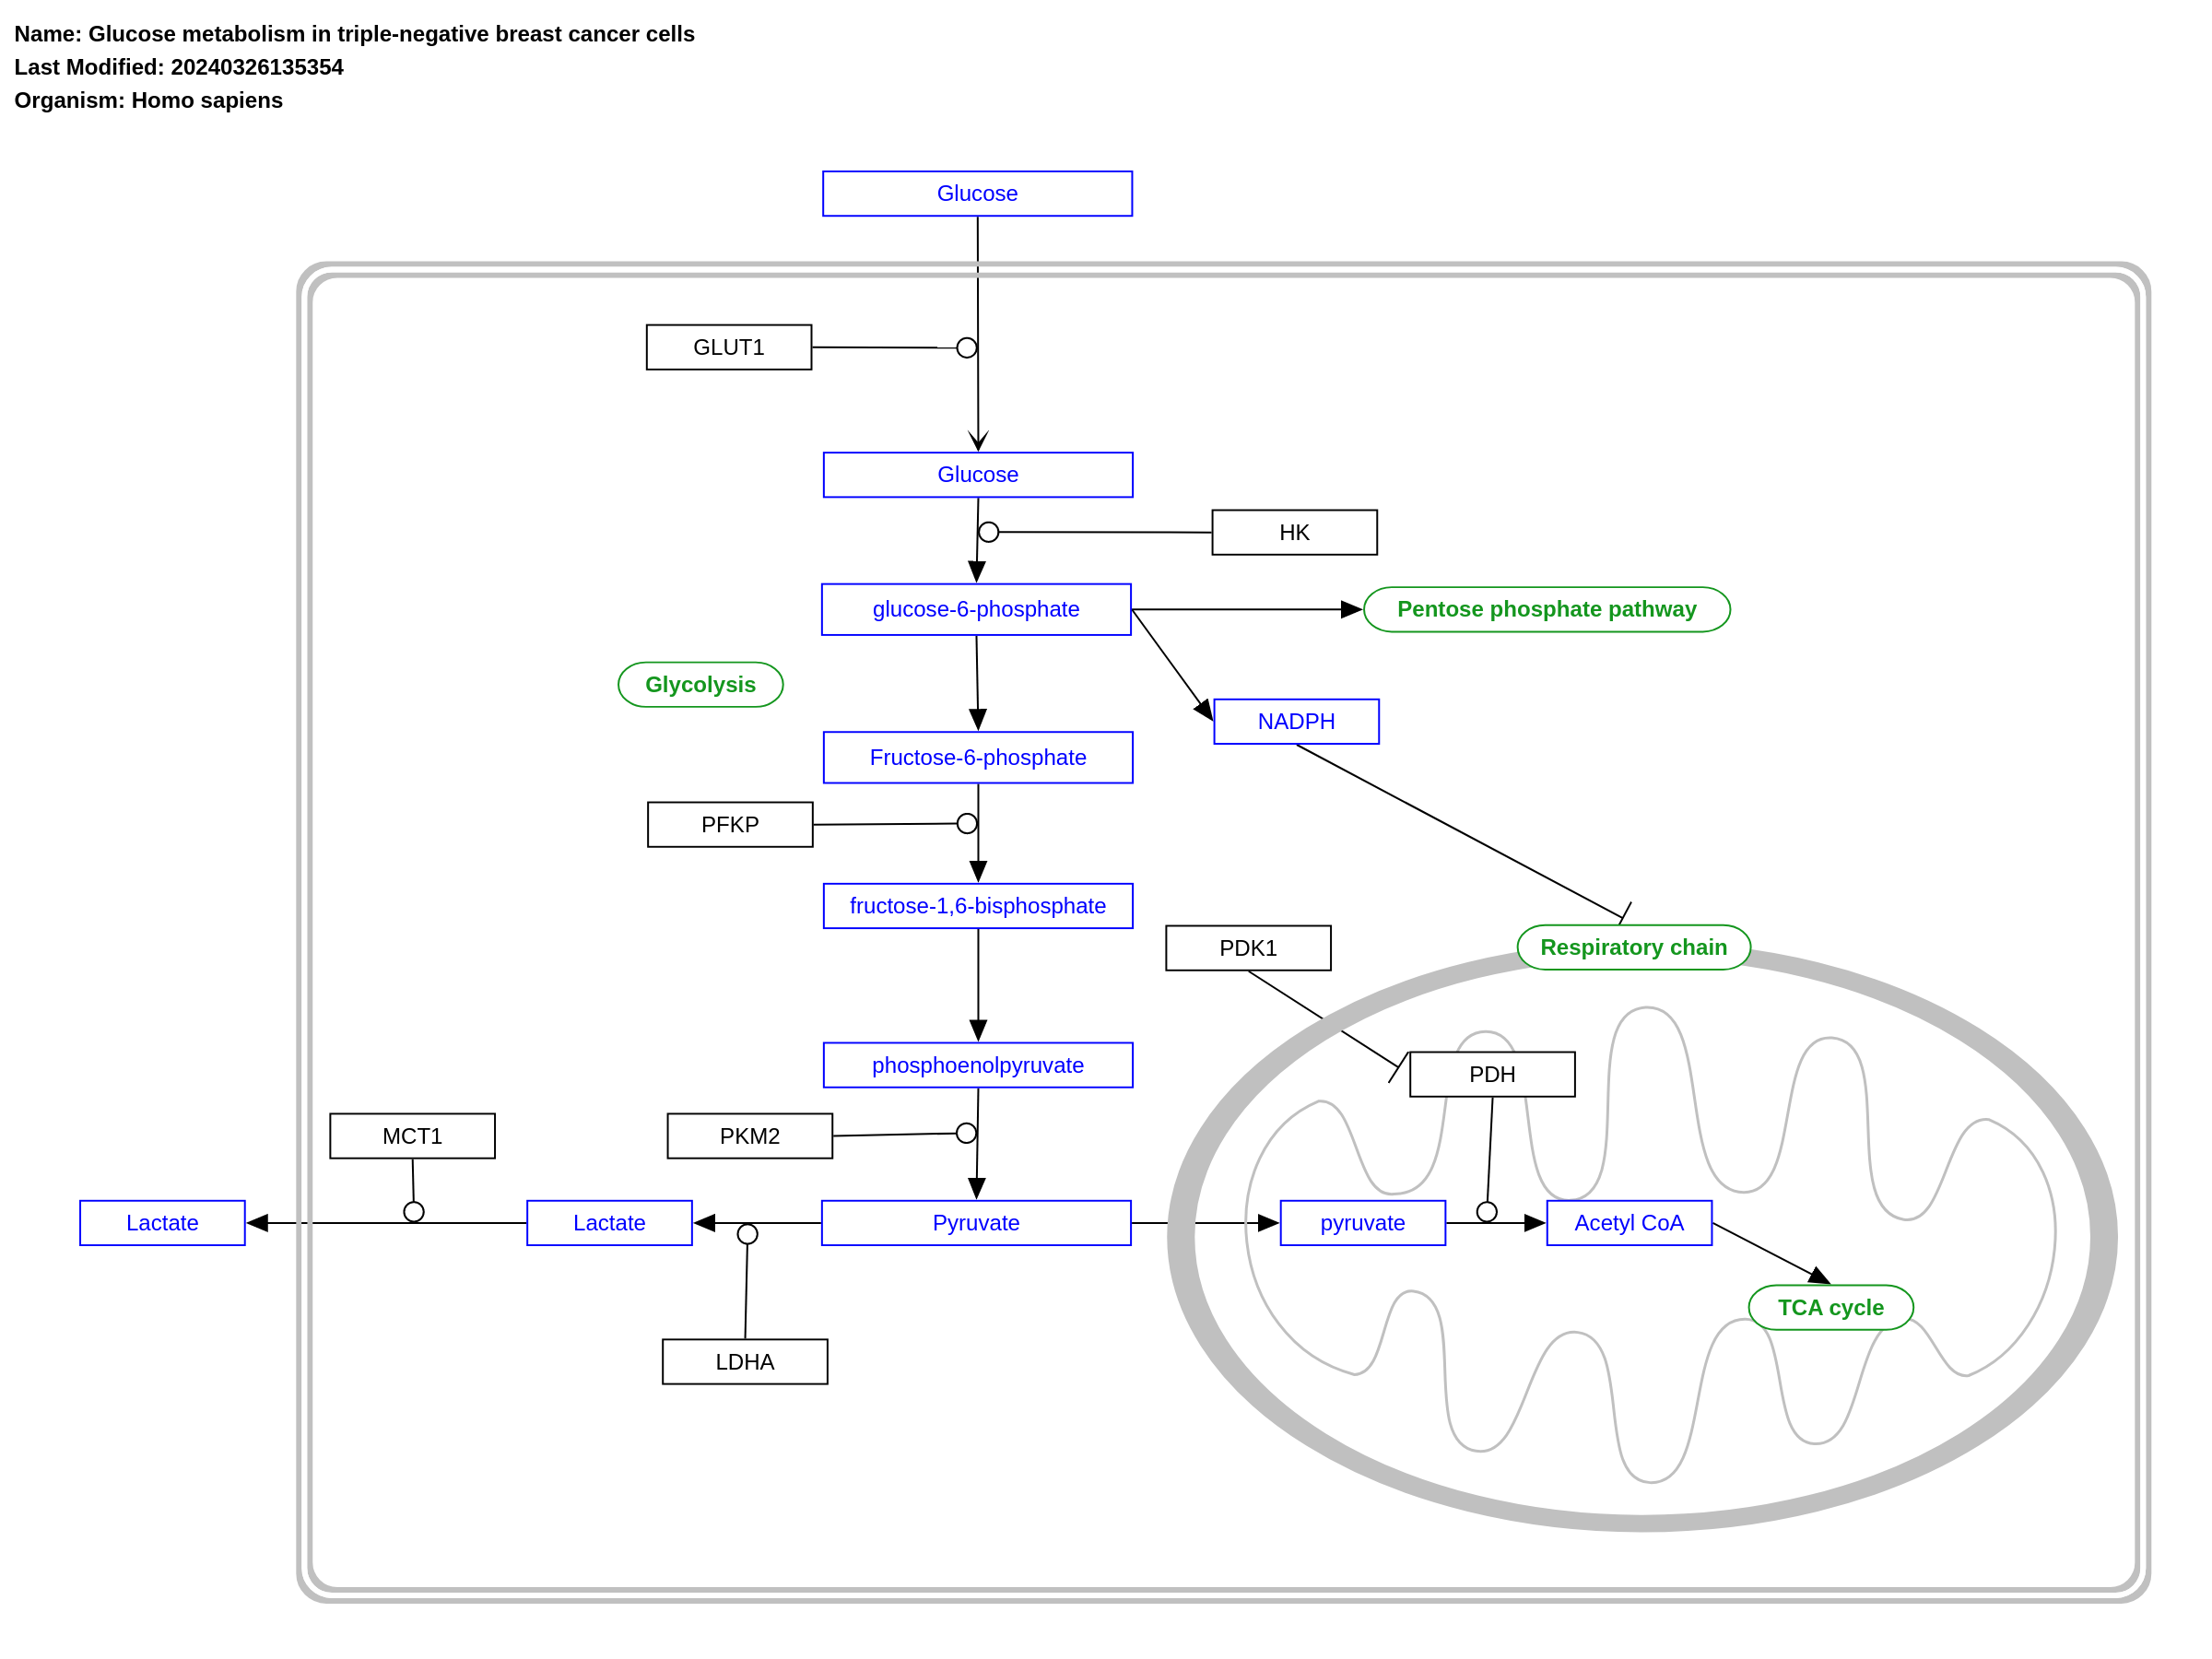 Name: Glucose metabolism in triple-negative breast cancer cells
Last Modified: 20240326135354
Organism: Homo sapiens
Glucose
GLUT1
Glucose
HK
glucose-6-phosphate
Pentose phosphate pathway
Glycolysis
NADPH
Fructose-6-phosphate
PFKP
fructose-1,6-bisphosphate
PDK1
Respiratory chain
phosphoenolpyruvate
PDH
MCT1
PKM2
Lactate
Lactate
Pyruvate
pyruvate
Acetyl CoA
TCA cycle
LDHA